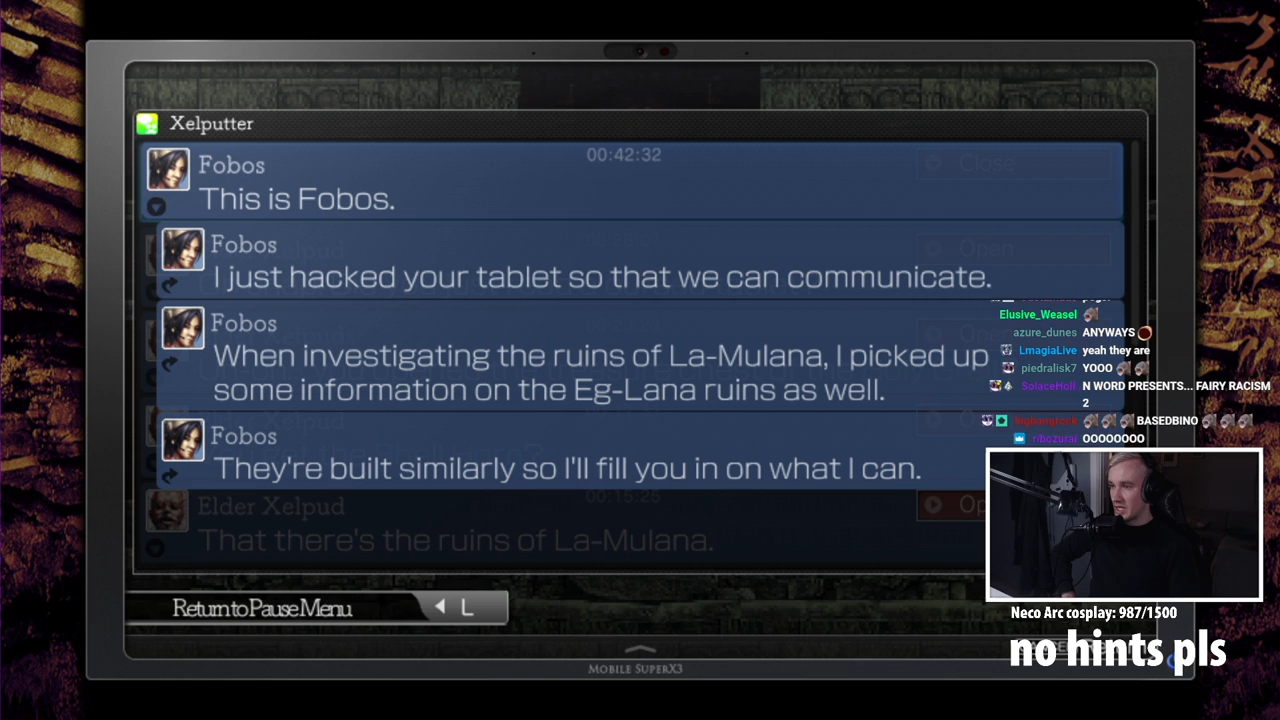 Xelputter
Fobos
00:42:32
Close
This is Fobos.
Fobos
Open
I just hacked your tablet so that we can communicate.
Fobos
When investigating the ruins of La-Mulana, I picked up
some information on the Eg-Lana ruins as well.
Fobos
They're built similarly so I'll fill you in on what I can.
Elder Xelpud
00:15:25
That there's the ruins of La-Mulana.
Return to Pause Menu
L
MOBILE SUPERX3
Elusive_Weasel
azure_dunes ANYWAYS
LmagiaLive yeah they are
piedralisk7 YOOO
SolaceHoll N WORD PRESENTS... FAIRY RACISM
2
BASEDBINO
ribozurai OOOOOOOO
Neco Arc cosplay: 987/1500
no hints pls